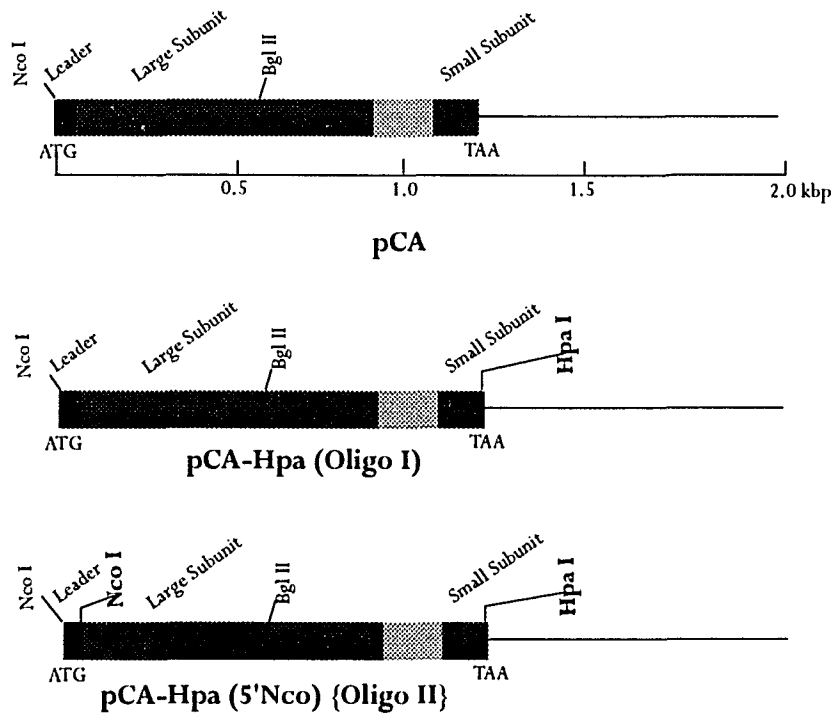 Nco I
Leader
Large Subunit
Bgl II
Small Subunit
ATG
TAA
0.5
1.0
1.5
2.0 kbp
pCA
Nco I
Leader
Large Subunit
Bgl II
Small Subunit
Hpa I
ATG
TAA
pCA-Hpa (Oligo I)
Nco I
Leader
Nco I
Large Subunit
Bgl II
Small Subunit
Hpa I
ATG
TAA
pCA-Hpa (5'Nco) {Oligo II}